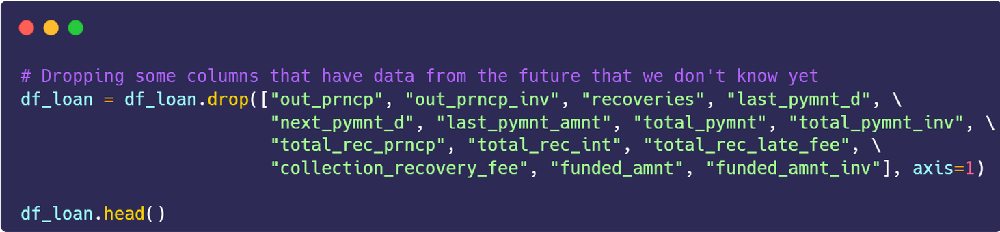 # Dropping some columns that have data from the future that we don't know yet
df_loan = df_loan.drop(["out_prncp", "out_prncp_inv", "recoveries", "last_pymnt_d", \
"next_pymnt_d", "last_pymnt_amnt", "total_pymnt", "total_pymnt_inv", \
"total_rec_prncp", "total_rec_int", "total_rec_late_fee", \
"collection_recovery_fee", "funded_amnt", "funded_amnt_inv"], axis=1)
df_loan.head()